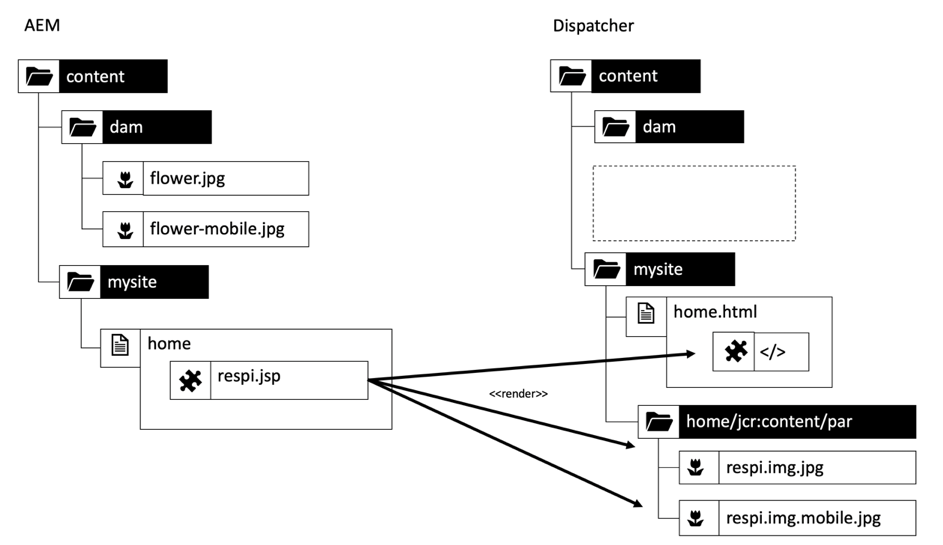 AEM
content
dam
flower.jpg
flower-mobile.jpg
mysite
home
respi.jsp
<<render>>
Dispatcher
content
dam
mysite
home.html
</>
home/jcr:content/par
respi.img.jpg
respi.img.mobile.jpg